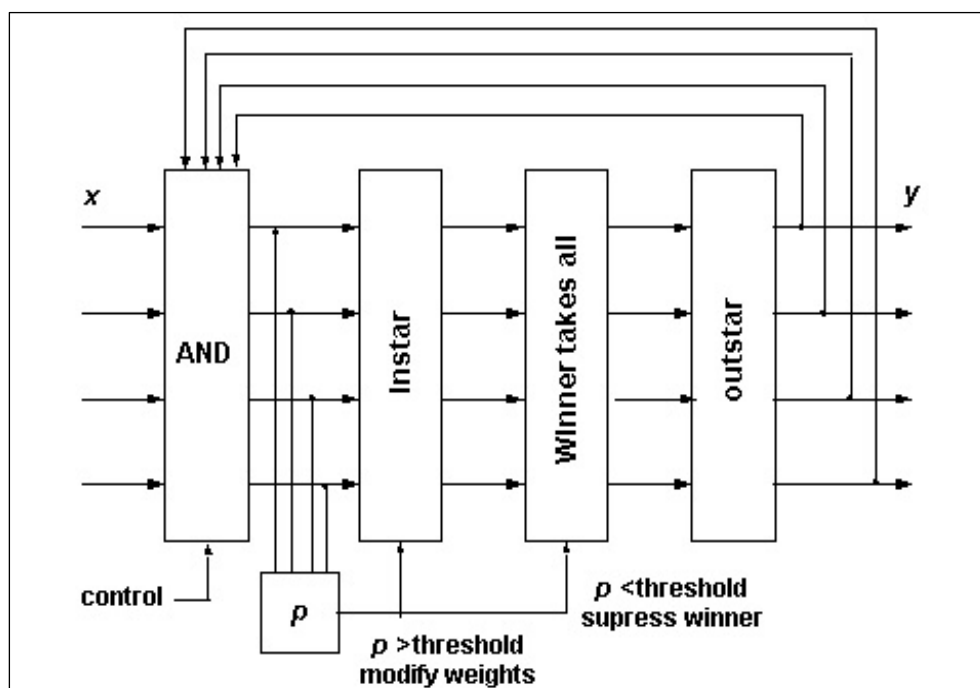 x
y
AND
Instar
Winner takes all
outstar
control
p
p >threshold
modify weights
p <threshold
supress winner